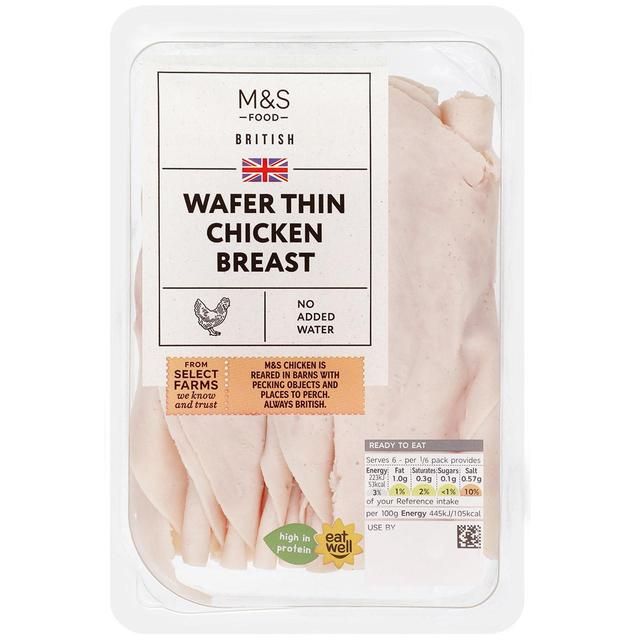 M&S
—FOOD—
BRITISH
WAFER THIN
CHICKEN
BREAST
NO
ADDED
WATER
FROM
SELECT
FARMS
we know
and trust
M&S CHICKEN IS
REARED IN BARNS WITH
PECKING OBJECTS AND
PLACES TO PERCH.
ALWAYS BRITISH.
READY TO EAT
Serves 6 - per 1/6 pack provides
Energy Fat Saturates Sugars Salt
223kJ 1.0g 0.3g 0.1g 0.57g
53kcal
3% 1% 2% <1% 10%
of your Reference intake
per 100g Energy 445kJ/105kcal
USE BY
high in
protein
eat
well